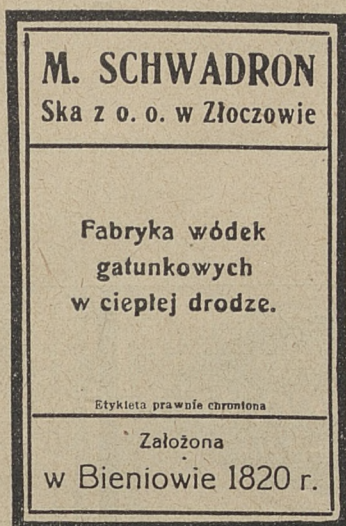 M. SCHWADRON
Ska z o. o. w Złoczowie
Fabryka wódek
gatunkowych
w ciepłej drodze.
Etykieta prawnie chroniona
Założona
w Bieniowie 1820 r.